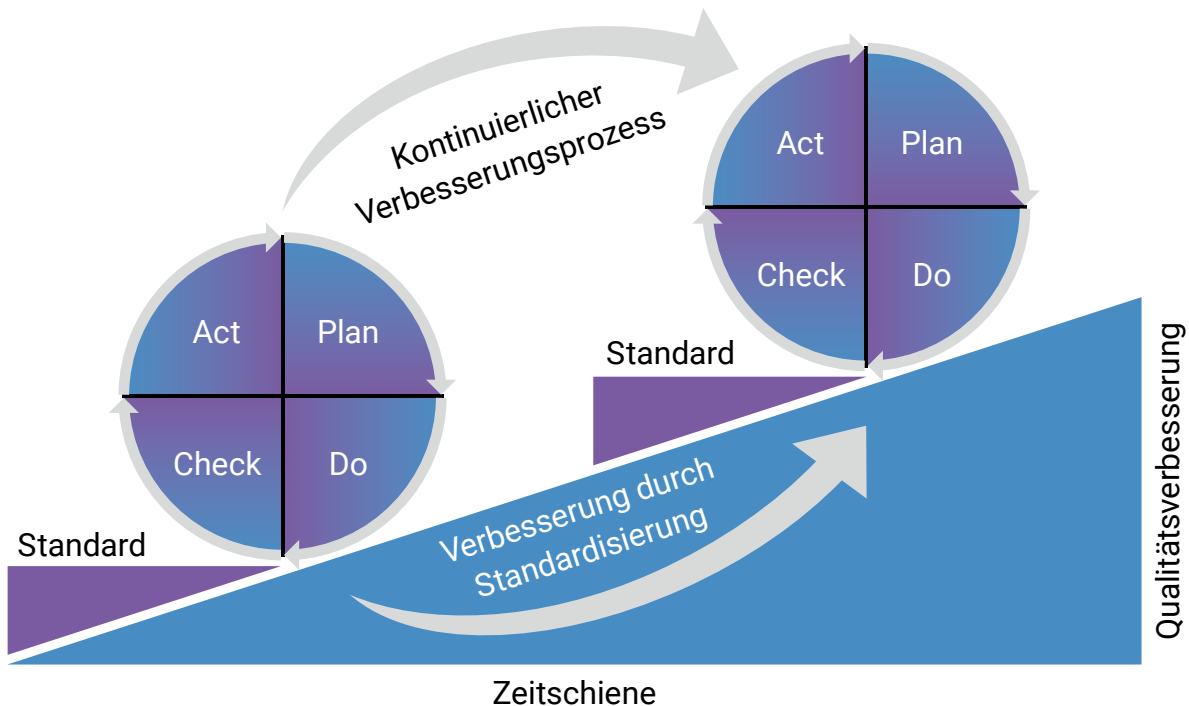 Kontinuierlicher
Verbesserungsprozess
Act
Plan
Check
Do
Standard
Act
Plan
Check
Do
Standard
Verbesserung durch
Standardisierung
Qualitätsverbesserung
Zeitschiene